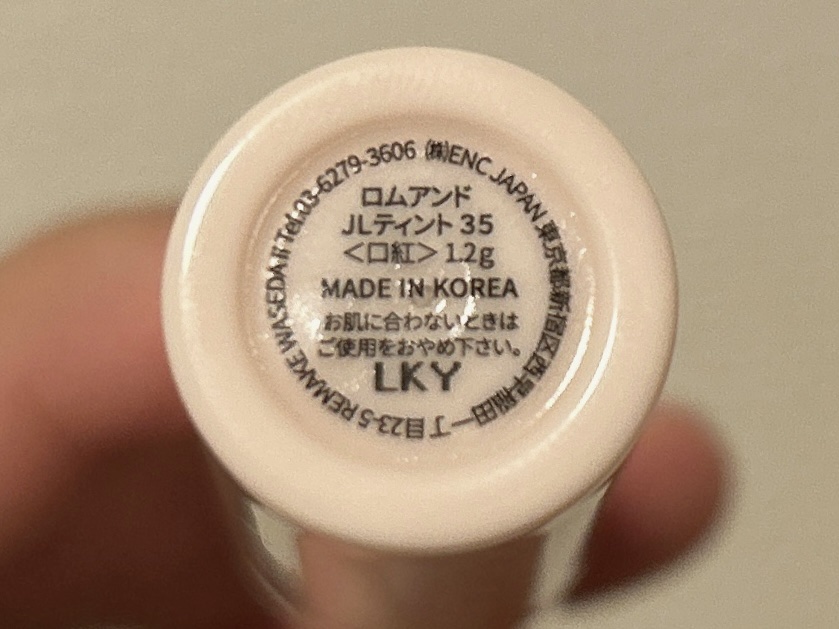 ㈱ENC JAPAN 東京都新宿区西早稲田一丁目23-5 REMAKE WASEDA II Tel.03-6279-3606
ロムアンド
JLティント 35
＜口紅＞ 1.2g
MADE IN KOREA
お肌に合わないときは
ご使用をおやめ下さい。
LKY